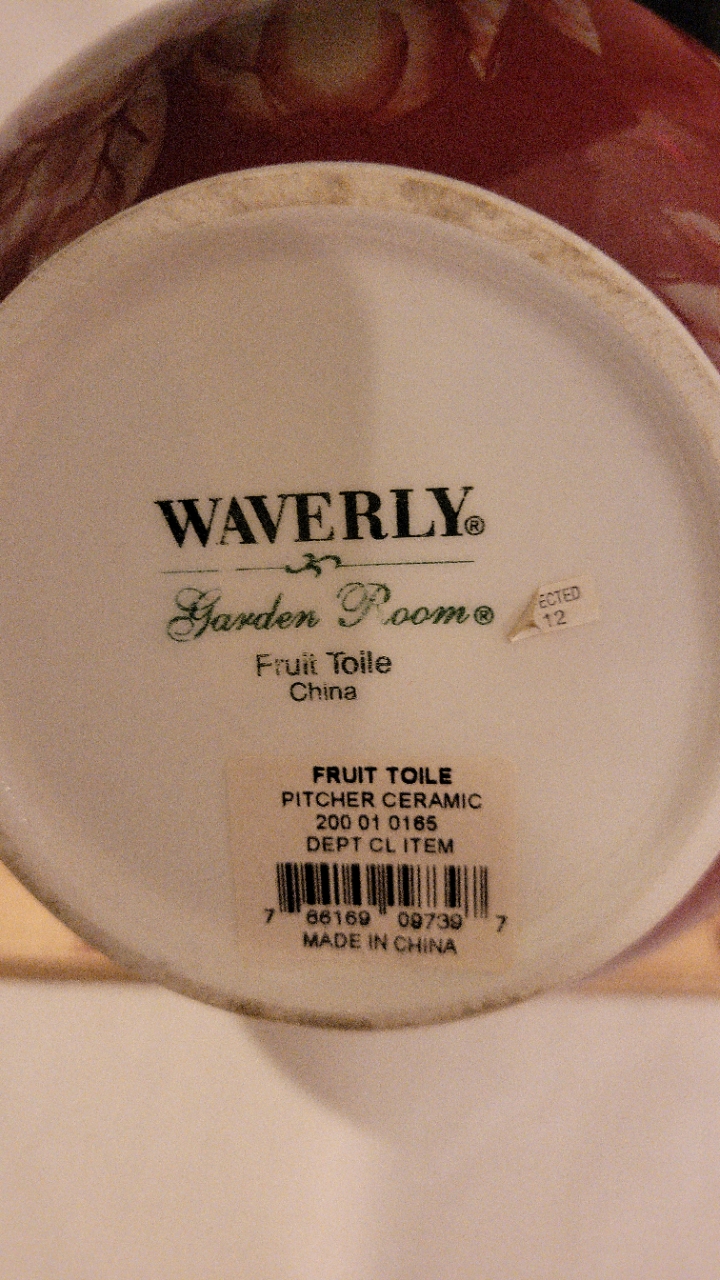 WAVERLY®
Garden Room®
ECTED
12
Fruit Toile
China
FRUIT TOILE
PITCHER CERAMIC
200 01 0165
DEPT CL ITEM
7 66169 09739 7
MADE IN CHINA